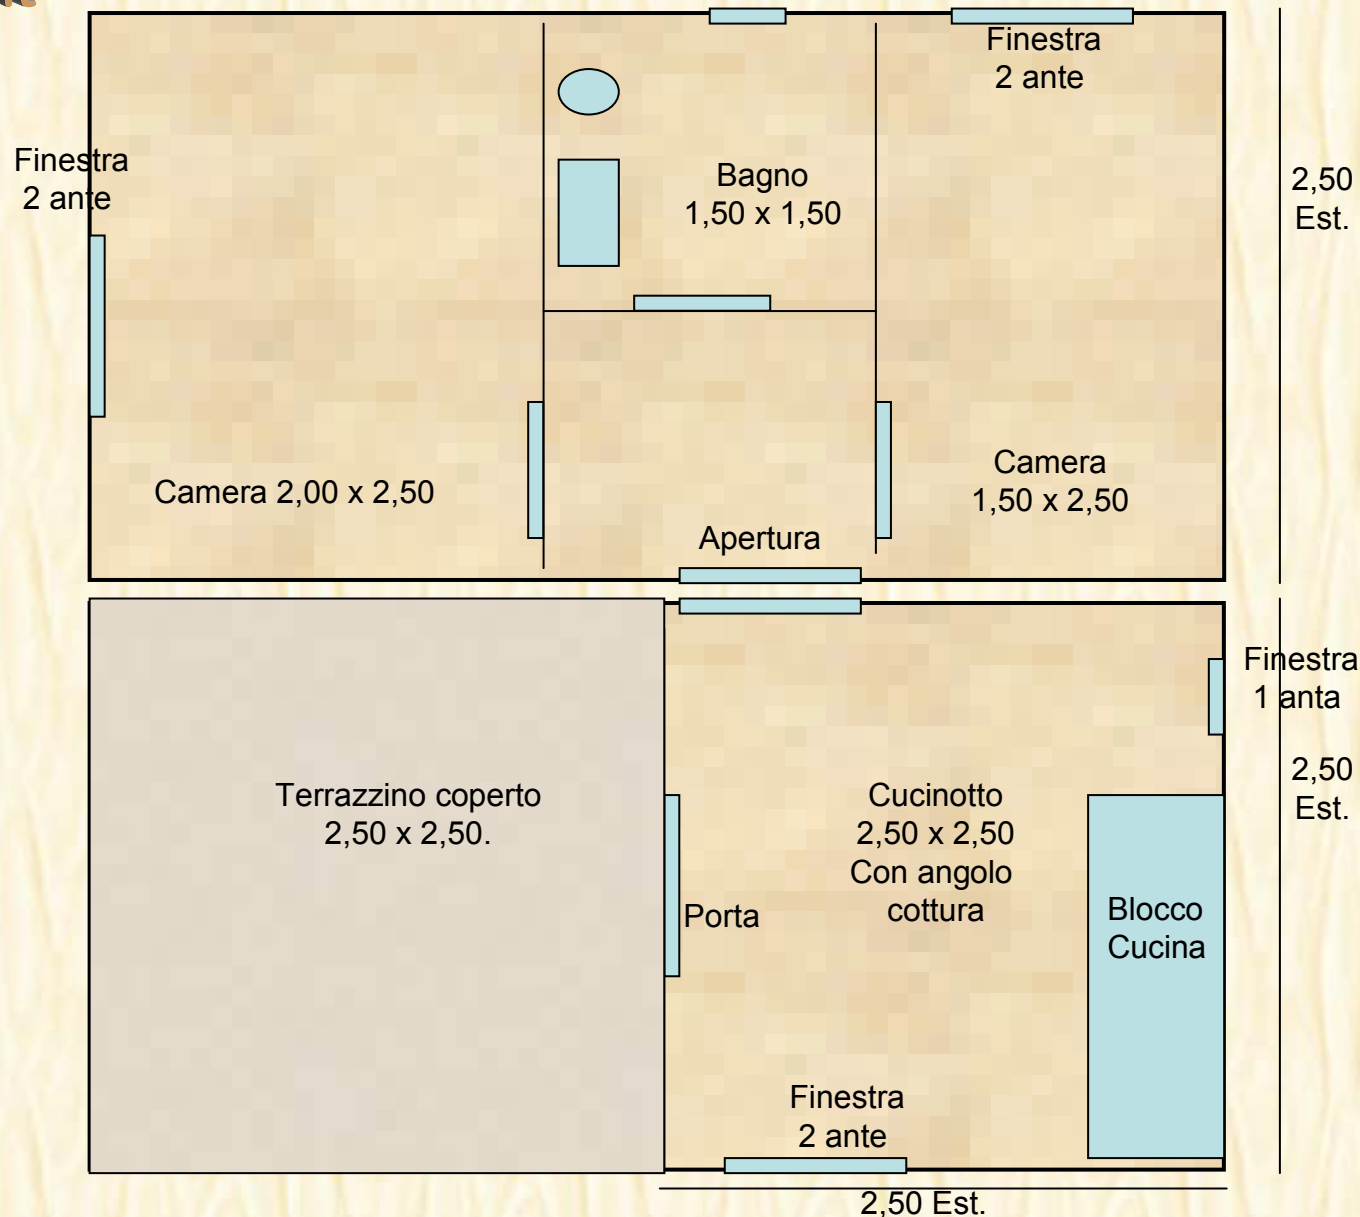 Finestra
2 ante
Finestra
2 ante
Bagno
1,50 x 1,50
2,50
Est.
Camera 2,00 x 2,50
Camera
1,50 x 2,50
Apertura
Finestra
1 anta
2,50
Est.
Terrazzino coperto
2,50 x 2,50.
Cucinotto
2,50 x 2,50
Con angolo
cottura
Porta
Blocco
Cucina
Finestra
2 ante
2,50 Est.